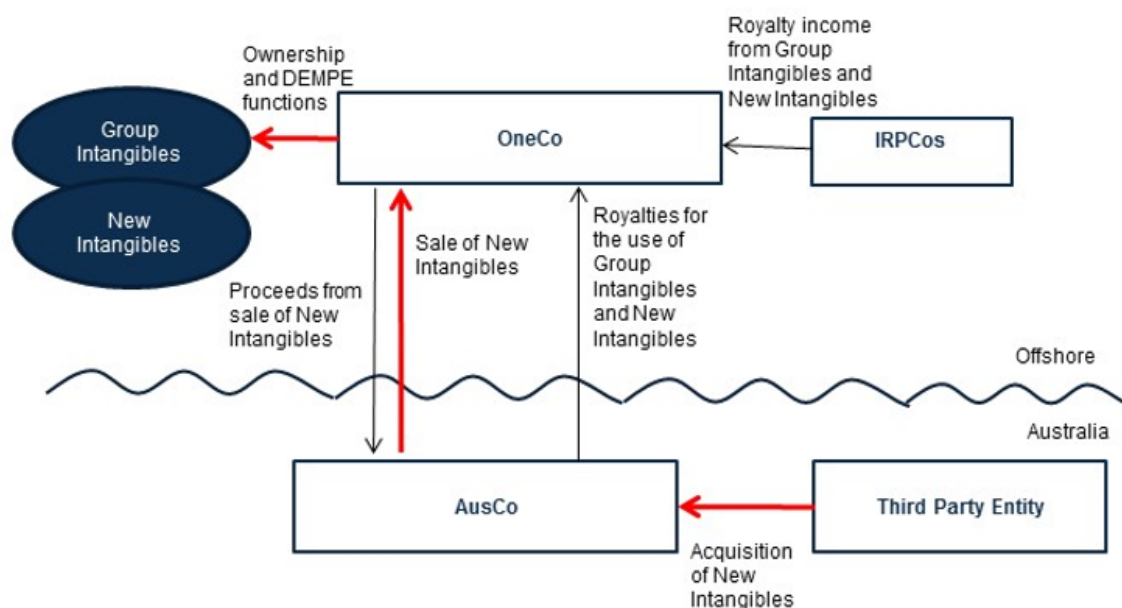 Ownership
and DEMPE
functions
Royalty income
from Group
Intangibles and
New Intangibles
Group
Intangibles
OneCo
IRPCos
New
Intangibles
Sale of New
Intangibles
Royalties for
the use of
Group
Intangibles
and New
Intangibles
Proceeds from
sale of New
Intangibles
Offshore
Australia
AusCo
Third Party Entity
Acquisition
of New
Intangibles